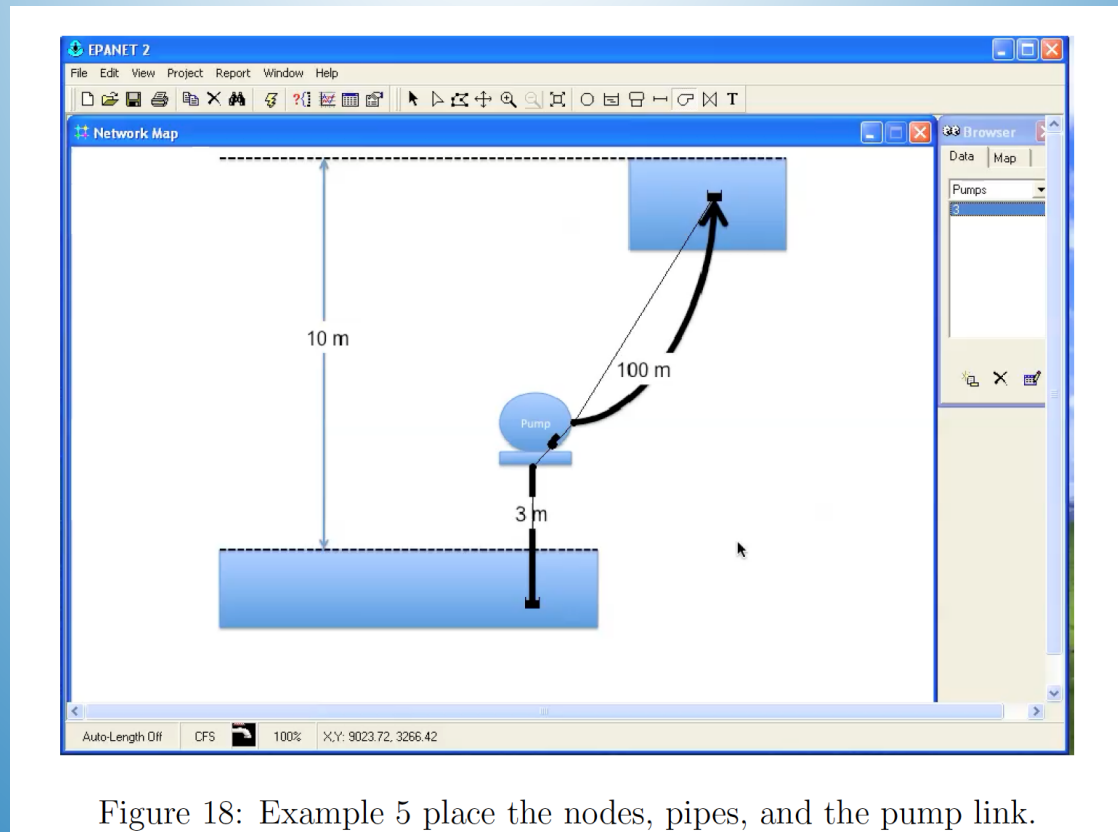 EPANET 2
File Edit View Project Report Window Help
T
Network Map
Browser
Data Map
Pumps
3
10 m
100 m
Pump
3 m
Auto-Length Off CFS 100% X,Y: 9023.72, 3266.42
Figure 18: Example 5 place the nodes, pipes, and the pump link.